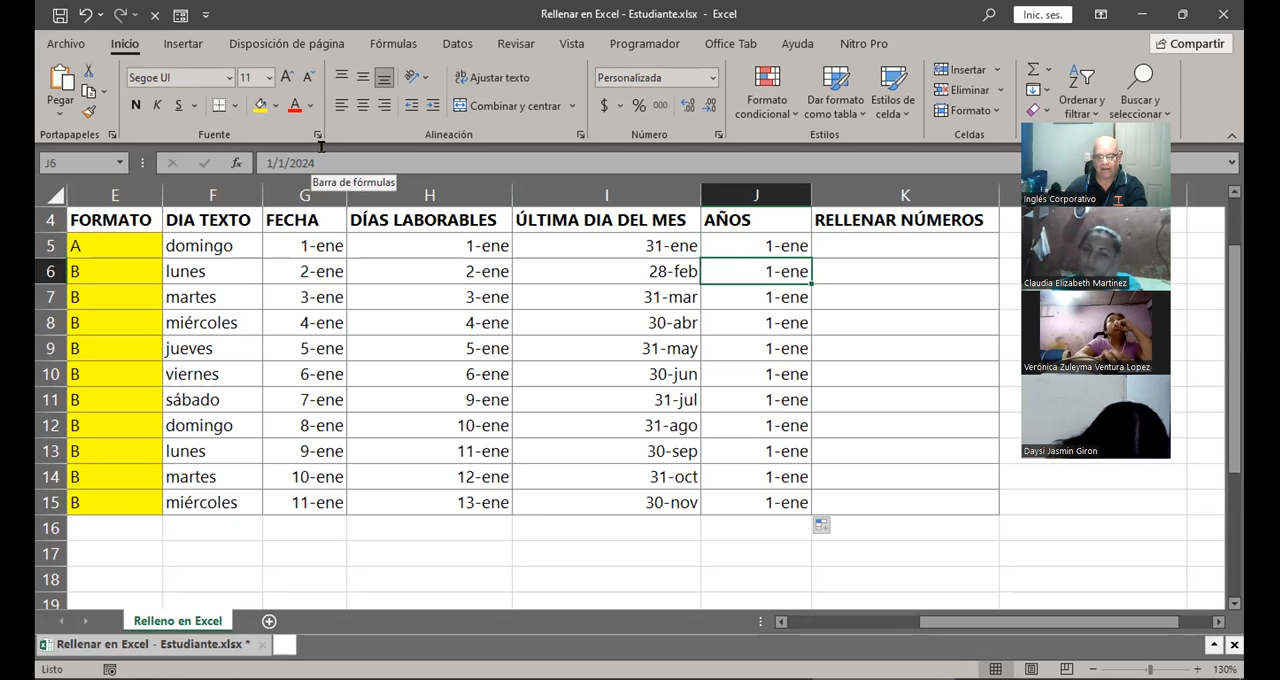 Rellenar en Excel - Estudiante.xlsx - Excel
Inic. ses.
Archivo Inicio Insertar Disposición de página Fórmulas Datos Revisar Vista Programador Office Tab Ayuda Nitro Pro Compartir
Pegar
Segoe UI 11
N K S
Ajustar texto
Combinar y centrar
Personalizada
$ % 000
Formato condicional
Dar formato como tabla
Estilos de celda
Insertar
Eliminar
Formato
Ordenar y filtrar
Buscar y seleccionar
Portapapeles Fuente Alineación Número Estilos Celdas
J6 fx 1/1/2024
Barra de fórmulas
E F G H I J K
4 FORMATO DIA TEXTO FECHA DÍAS LABORABLES ÚLTIMA DIA DEL MES AÑOS RELLENAR NÚMEROS
5 A domingo 1-ene 1-ene 31-ene 1-ene
6 B lunes 2-ene 2-ene 28-feb 1-ene
7 B martes 3-ene 3-ene 31-mar 1-ene
8 B miércoles 4-ene 4-ene 30-abr 1-ene
9 B jueves 5-ene 5-ene 31-may 1-ene
10 B viernes 6-ene 6-ene 30-jun 1-ene
11 B sábado 7-ene 9-ene 31-jul 1-ene
12 B domingo 8-ene 10-ene 31-ago 1-ene
13 B lunes 9-ene 11-ene 30-sep 1-ene
14 B martes 10-ene 12-ene 31-oct 1-ene
15 B miércoles 11-ene 13-ene 30-nov 1-ene
16
17
18
19
Inglés Corporativo
Claudia Elizabeth Martinez
Verónica Zuleyma Ventura Lopez
Daysi Jasmin Giron
Relleno en Excel
Rellenar en Excel - Estudiante.xlsx *
Listo
130%